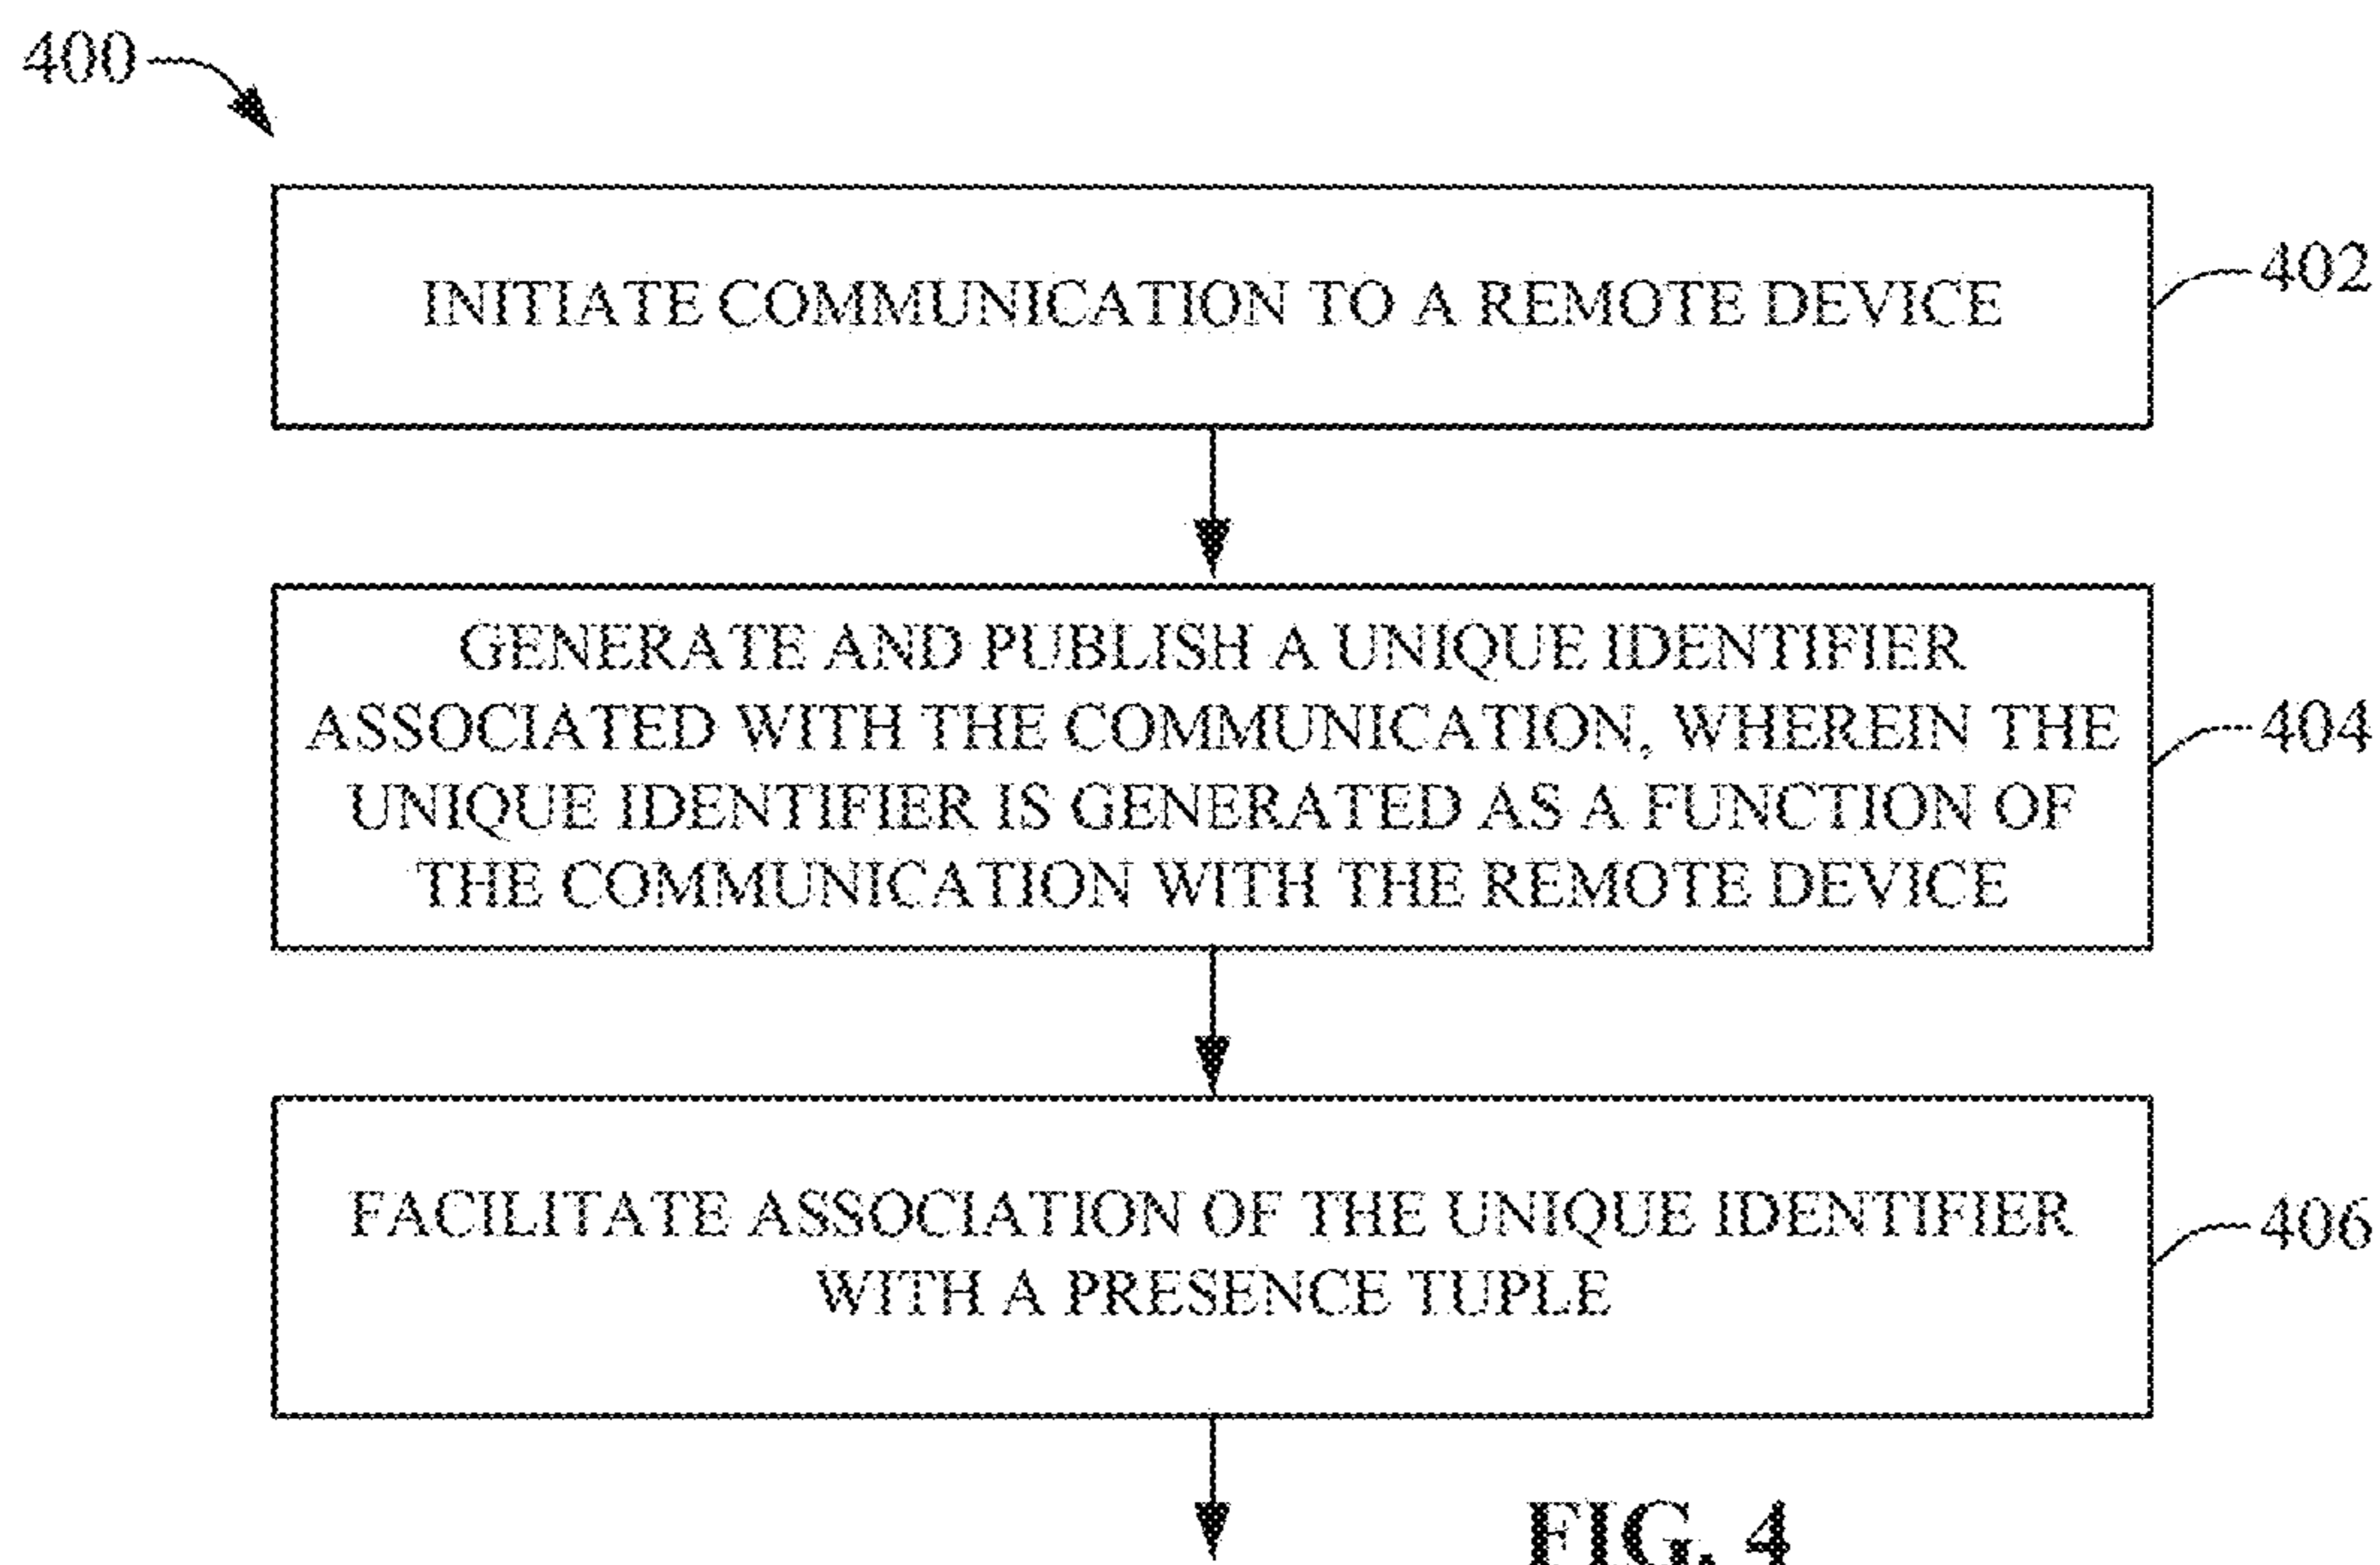 400
INITIATE COMMUNICATION TO A REMOTE DEVICE
402
GENERATE AND PUBLISH A UNIQUE IDENTIFIER
ASSOCIATED WITH THE COMMUNICATION, WHEREIN THE
UNIQUE IDENTIFIER IS GENERATED AS A FUNCTION OF
THE COMMUNICATION WITH THE REMOTE DEVICE
404
FACILITATE ASSOCIATION OF THE UNIQUE IDENTIFIER
WITH A PRESENCE TUPLE
406
FIG. 4